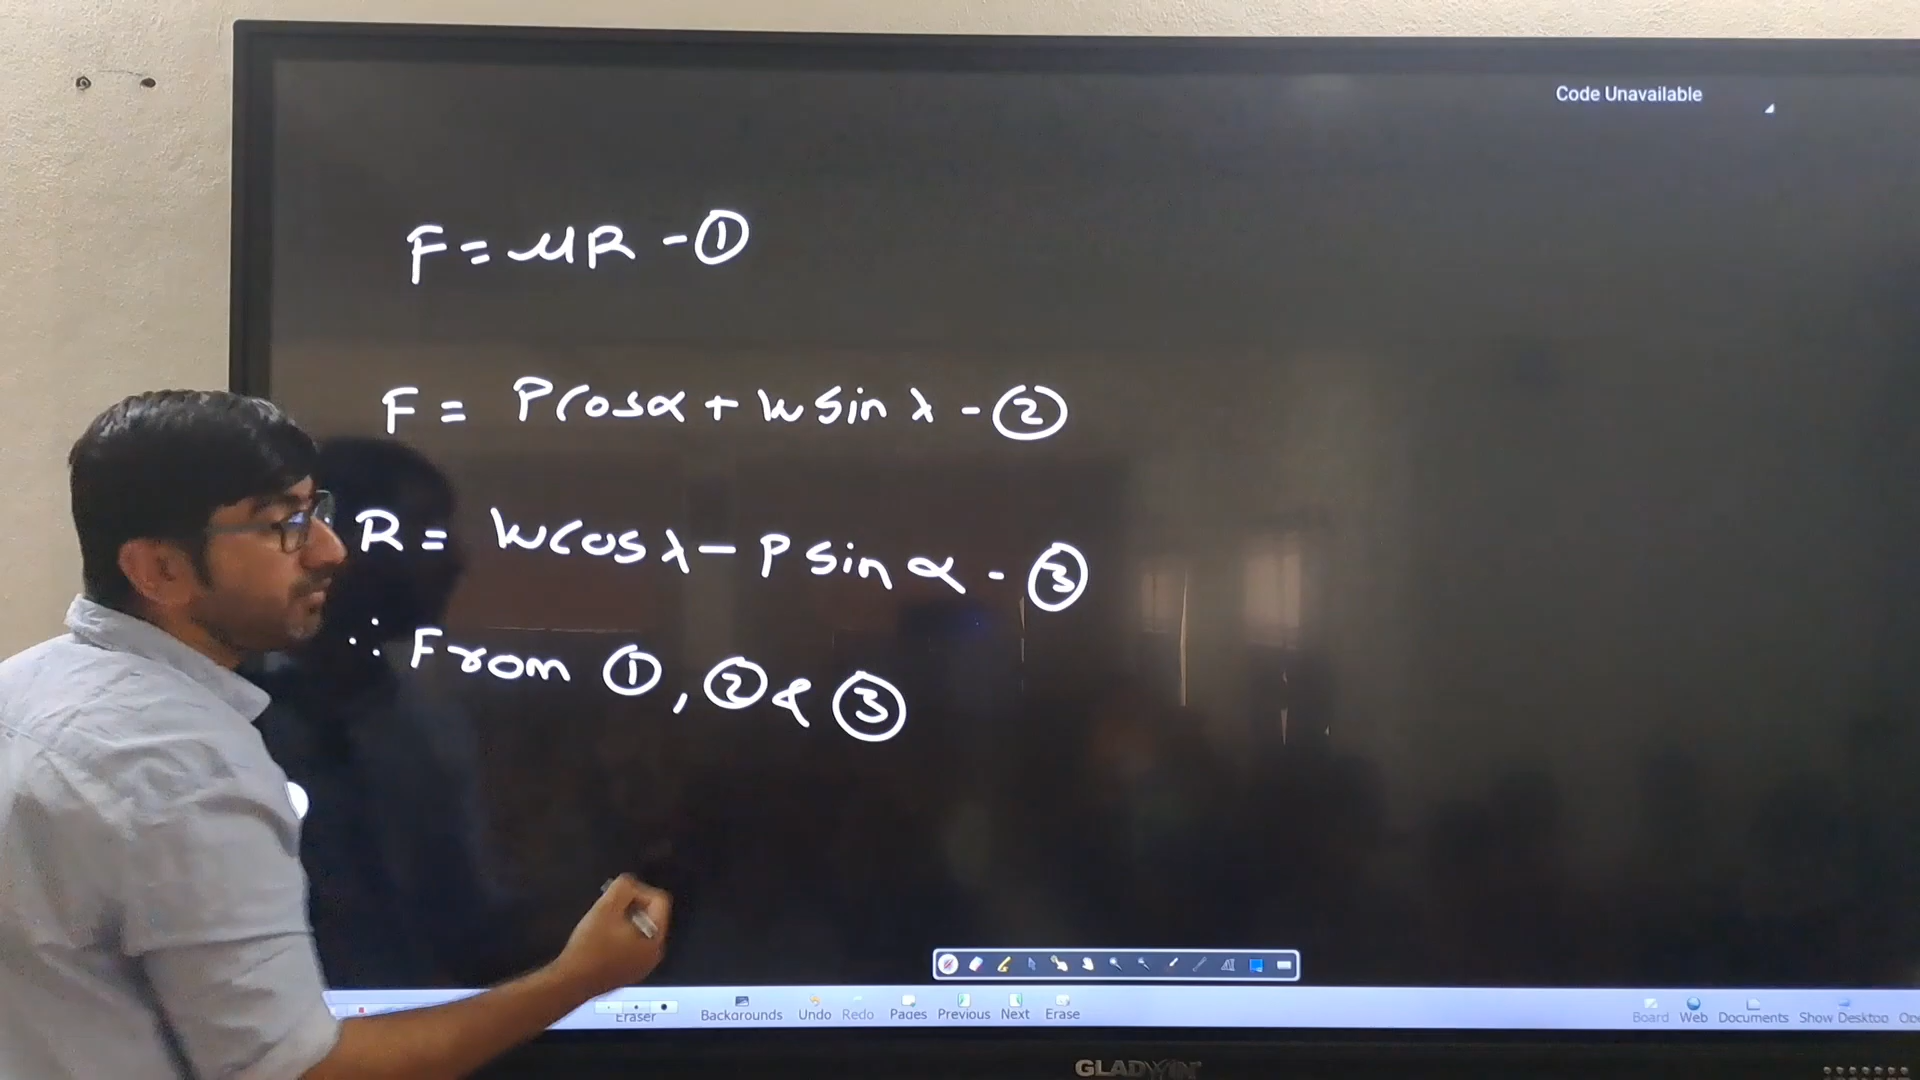 Code Unavailable
F = μR - ①
F = P cos α + W sin λ - ②
R = W cos λ - P sin α - ③
∴ From ①, ② & ③
Eraser Backgrounds Undo Redo Pages Previous Next Erase Board Web Documents Show Desktop
GLADWIN